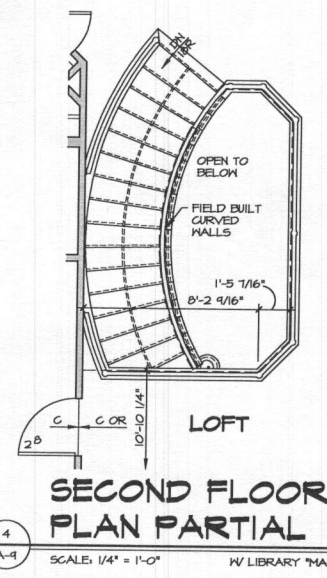 DN
OPEN TO
BELOW
FIELD BUILT
CURVED
WALLS
1'-5 7/16"
8'-2 9/16"
10'-10 1/4"
LOFT
C
C OR
2⁸
SECOND FLOOR
PLAN PARTIAL
4
A-9
SCALE: 1/4" = 1'-0"
W/ LIBRARY "MA